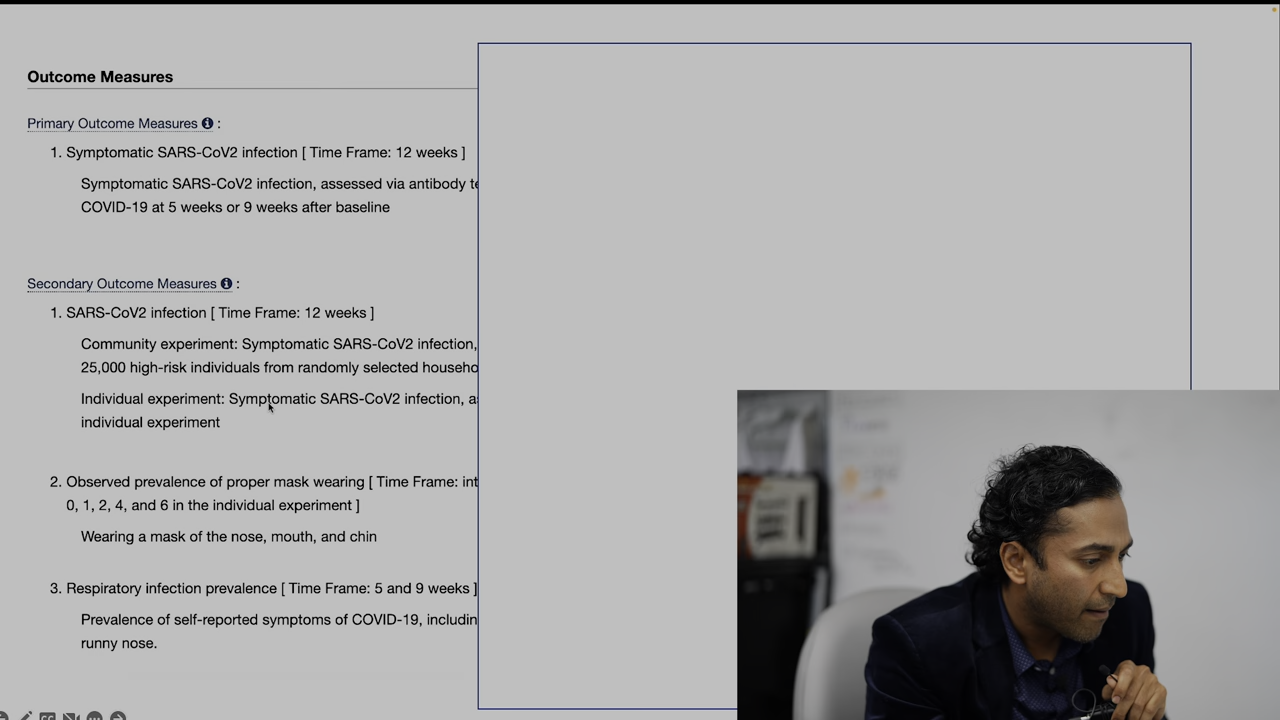 Outcome Measures
Primary Outcome Measures :
1. Symptomatic SARS-CoV2 infection [ Time Frame: 12 weeks ]
Symptomatic SARS-CoV2 infection, assessed via antibody
COVID-19 at 5 weeks or 9 weeks after baseline
Secondary Outcome Measures :
1. SARS-CoV2 infection [ Time Frame: 12 weeks ]
Community experiment: Symptomatic SARS-CoV2 infection,
25,000 high-risk individuals from randomly selected
Individual experiment: Symptomatic SARS-CoV2 infection,
individual experiment
2. Observed prevalence of proper mask wearing [ Time Frame:
0, 1, 2, 4, and 6 in the individual experiment ]
Wearing a mask of the nose, mouth, and chin
3. Respiratory infection prevalence [ Time Frame: 5 and 9 weeks ]
Prevalence of self-reported symptoms of COVID-19,
runny nose.